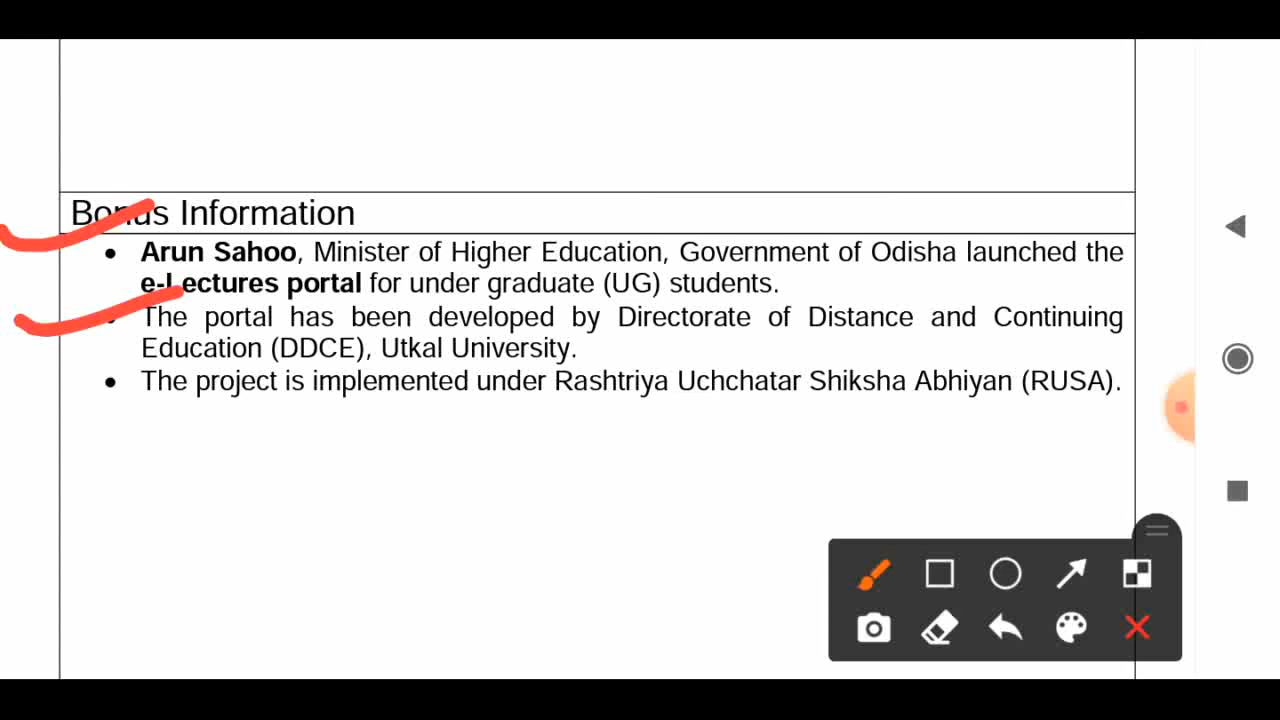 Bonus Information
• Arun Sahoo, Minister of Higher Education, Government of Odisha launched the
e-Lectures portal for under graduate (UG) students.
• The portal has been developed by Directorate of Distance and Continuing
Education (DDCE), Utkal University.
• The project is implemented under Rashtriya Uchchatar Shiksha Abhiyan (RUSA).